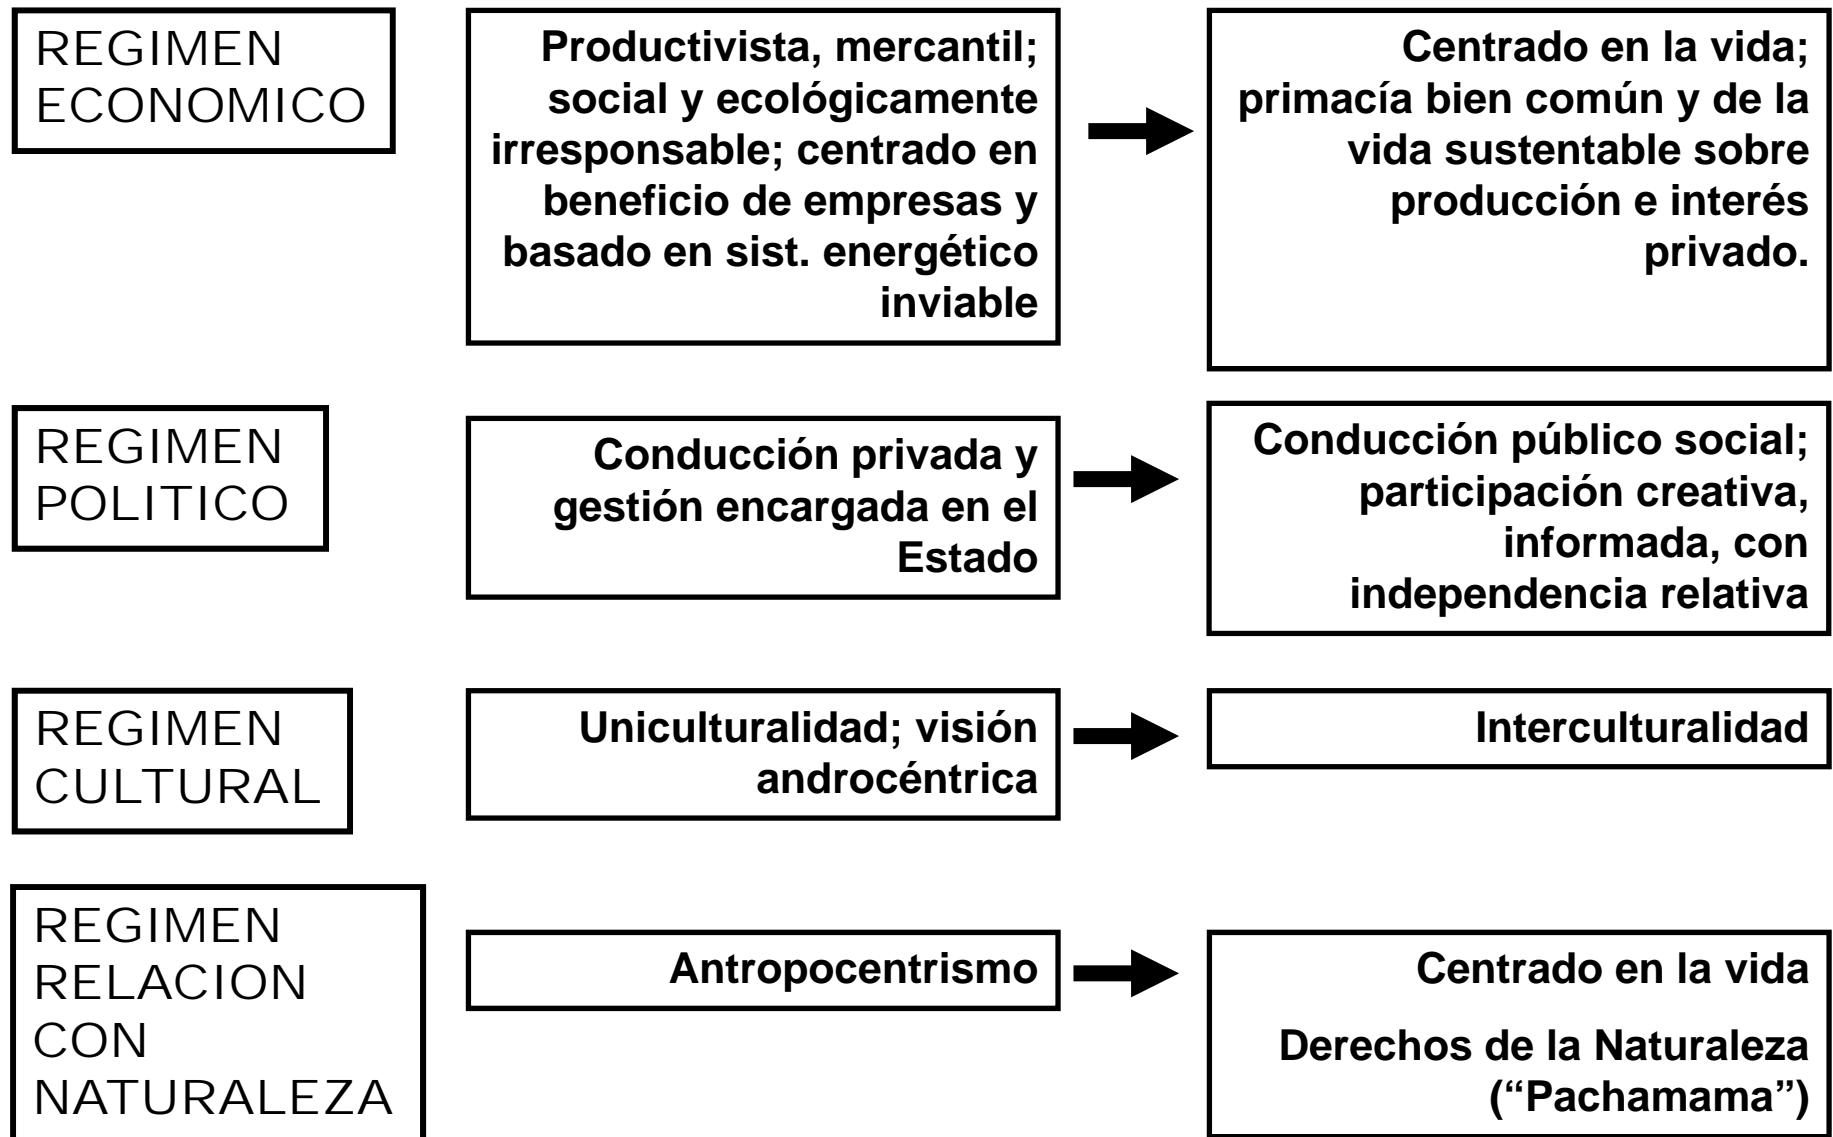 REGIMEN
ECONOMICO
Productivista, mercantil;
social y ecológicamente
irresponsable; centrado en
beneficio de empresas y
basado en sist. energético
inviable
Centrado en la vida;
primacía bien común y de la
vida sustentable sobre
producción e interés
privado.
REGIMEN
POLITICO
Conducción privada y
gestión encargada en el
Estado
Conducción público social;
participación creativa,
informada, con
independencia relativa
REGIMEN
CULTURAL
Uniculturalidad; visión
androcéntrica
Interculturalidad
REGIMEN
RELACION
CON
NATURALEZA
Antropocentrismo
Centrado en la vida
Derechos de la Naturaleza
(“Pachamama”)